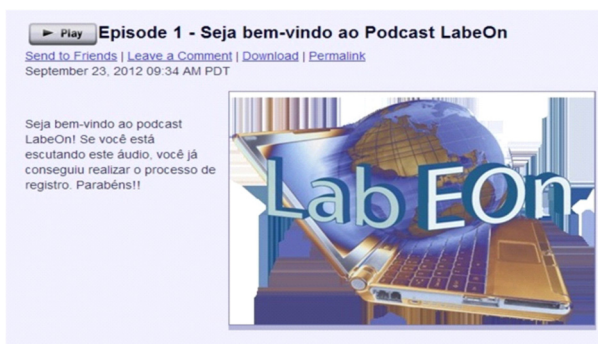 Play
Episode 1 - Seja bem-vindo ao Podcast LabeOn
Send to Friends | Leave a Comment | Download | Permalink
September 23, 2012 09:34 AM PDT
Seja bem-vindo ao podcast
LabeOn! Se você está
escutando este áudio, você já
conseguiu realizar o processo de
registro. Parabéns!!
Lab EOn